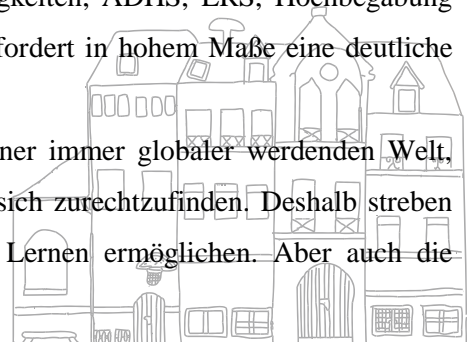 gkeiten, ADHS, LRS, Hochbegabung
fordert in hohem Maße eine deutliche
ner immer globaler werdenden Welt,
sich zurechtzufinden. Deshalb streben
Lernen ermöglichen. Aber auch die